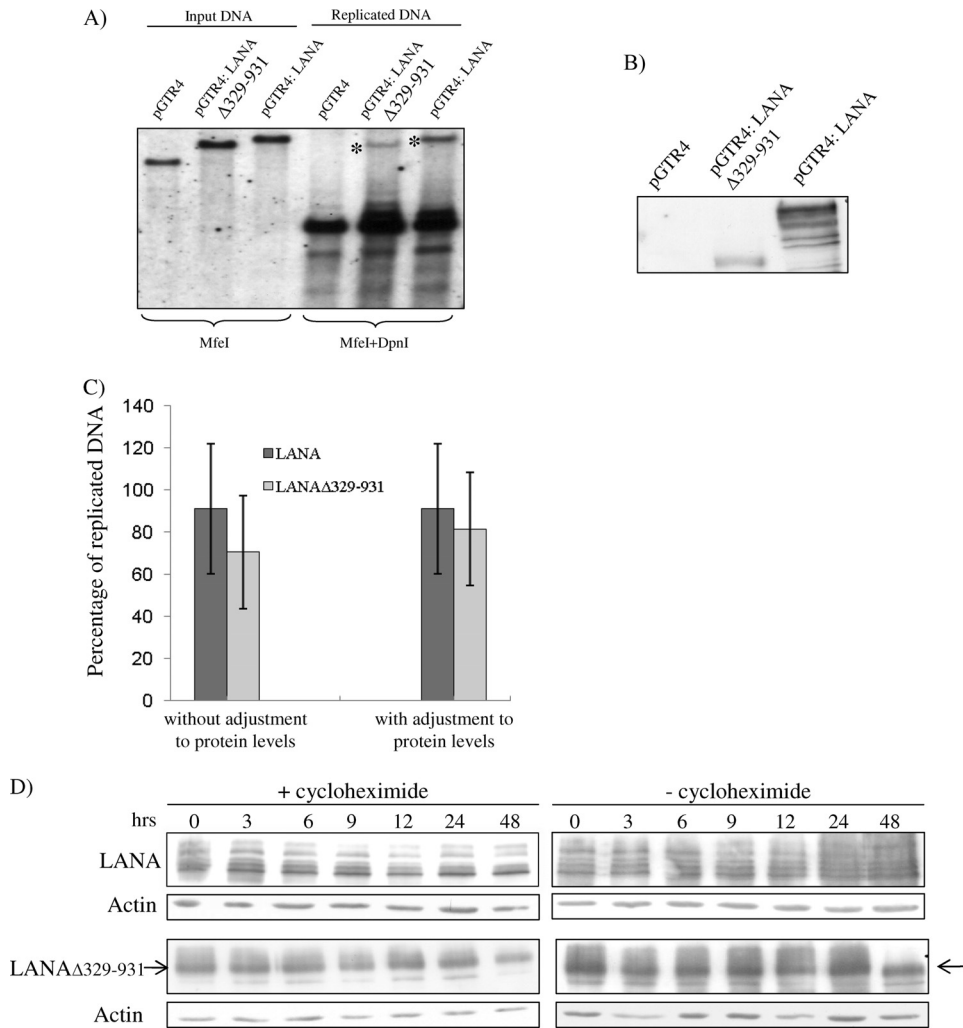 A)
Input DNA
Replicated DNA
pGTR4
pGTR4: LANA
Δ329-931
pGTR4: LANA
pGTR4
pGTR4: LANA
Δ329-931
pGTR4: LANA
*
*
MfeI
MfeI+DpnI
B)
pGTR4
pGTR4: LANA
Δ329-931
pGTR4: LANA
C)
Percentage of replicated DNA
140
120
100
80
60
40
20
0
LANA
LANAΔ329-931
without adjustment
to protein levels
with adjustment to
protein levels
D)
+ cycloheximide
- cycloheximide
hrs 0 3 6 9 12 24 48
0 3 6 9 12 24 48
LANA
Actin
LANAΔ329-931
Actin